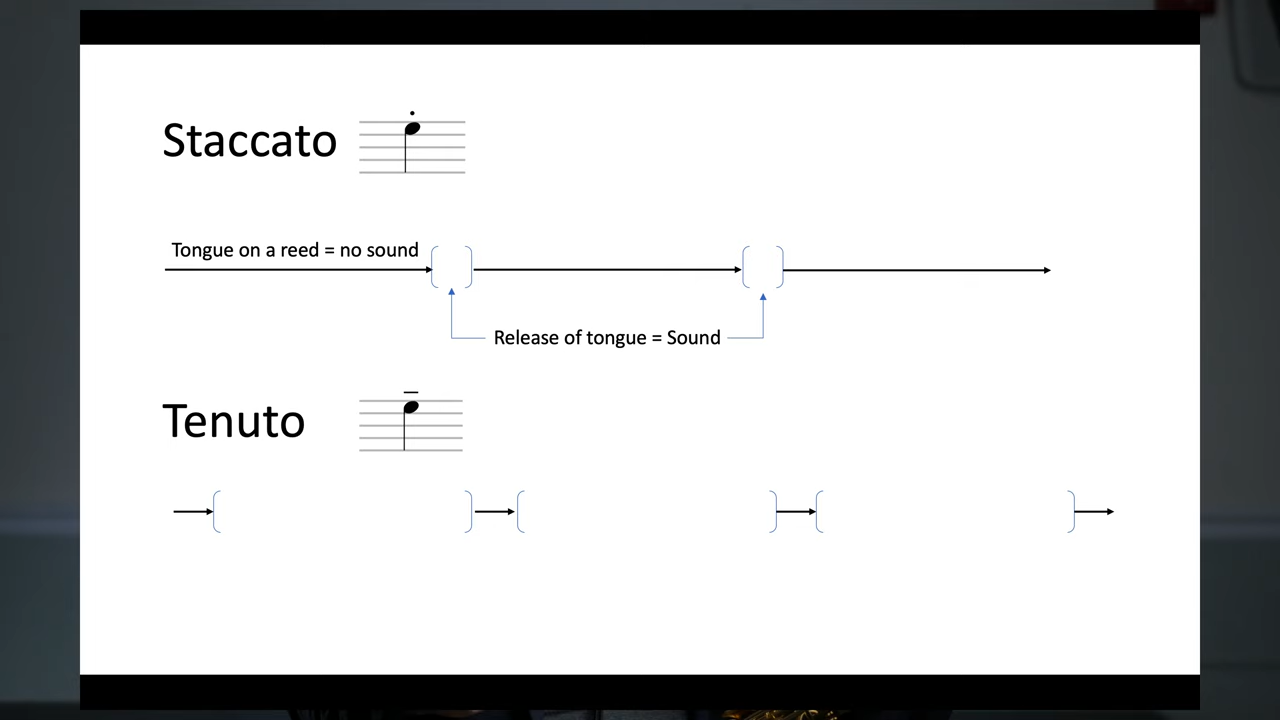 Staccato
Tongue on a reed = no sound
Release of tongue = Sound
Tenuto